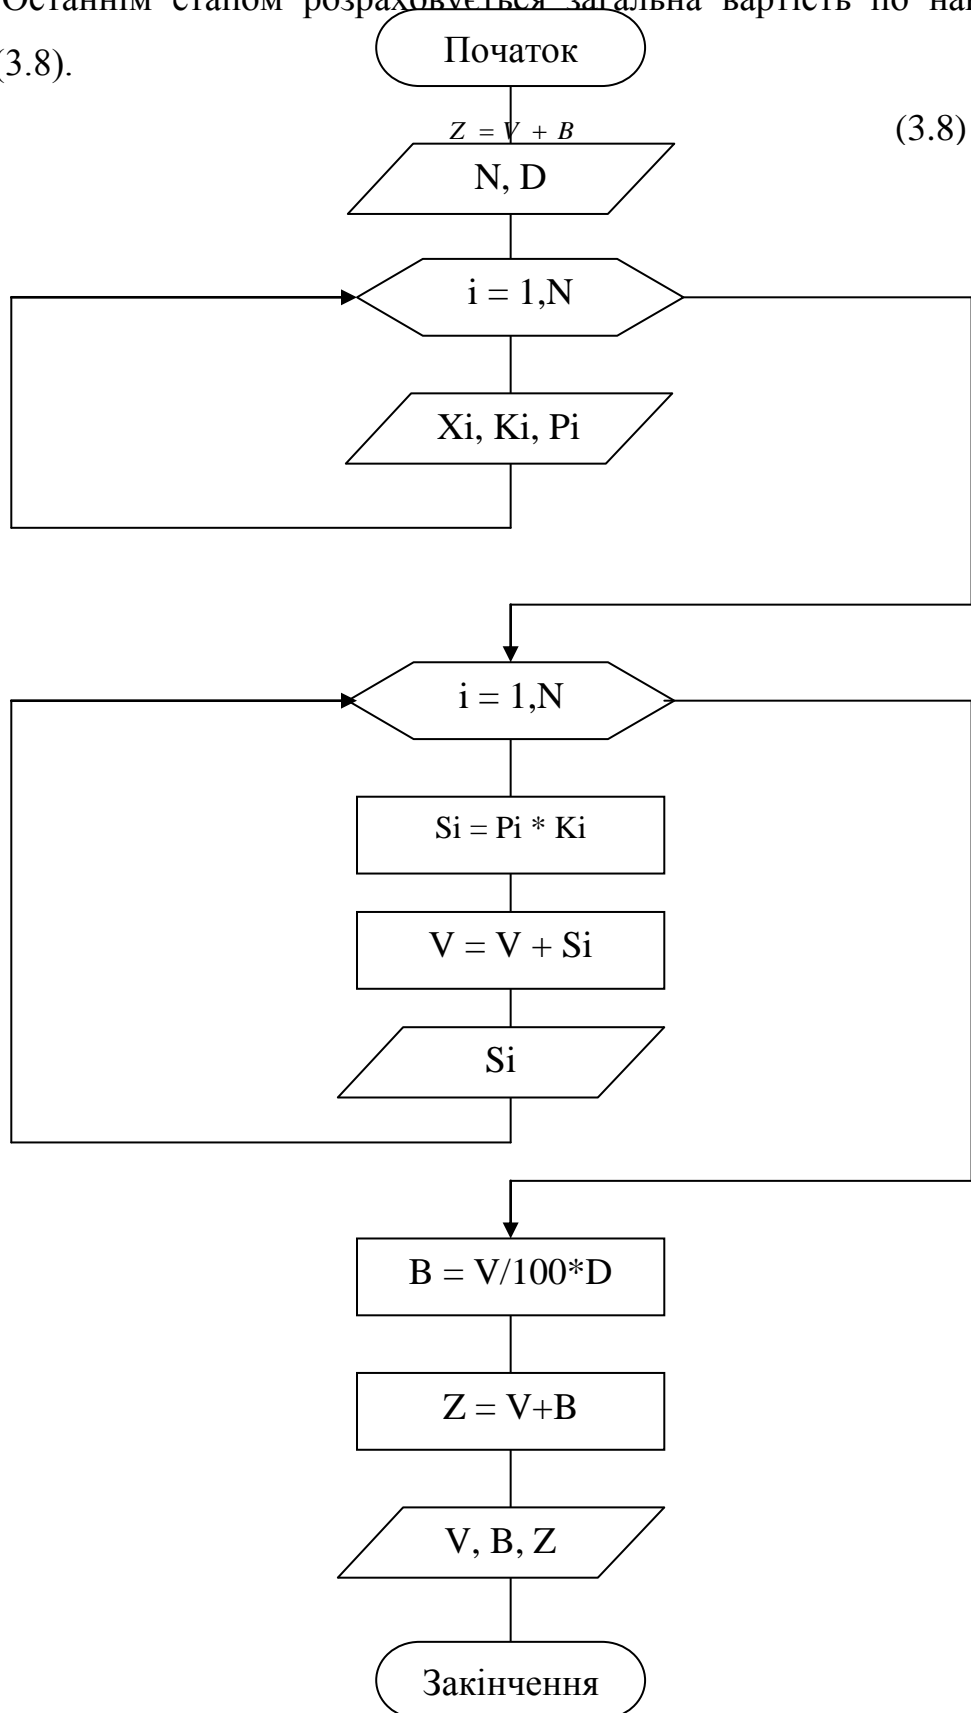 Останнім етапом розраховується загальна вартість по
(3.8).
Початок
Z = V + B
(3.8)
N, D
i = 1,N
Xi, Ki, Pi
i = 1,N
Si = Pi * Ki
V = V + Si
Si
B = V/100*D
Z = V+B
V, B, Z
Закінчення